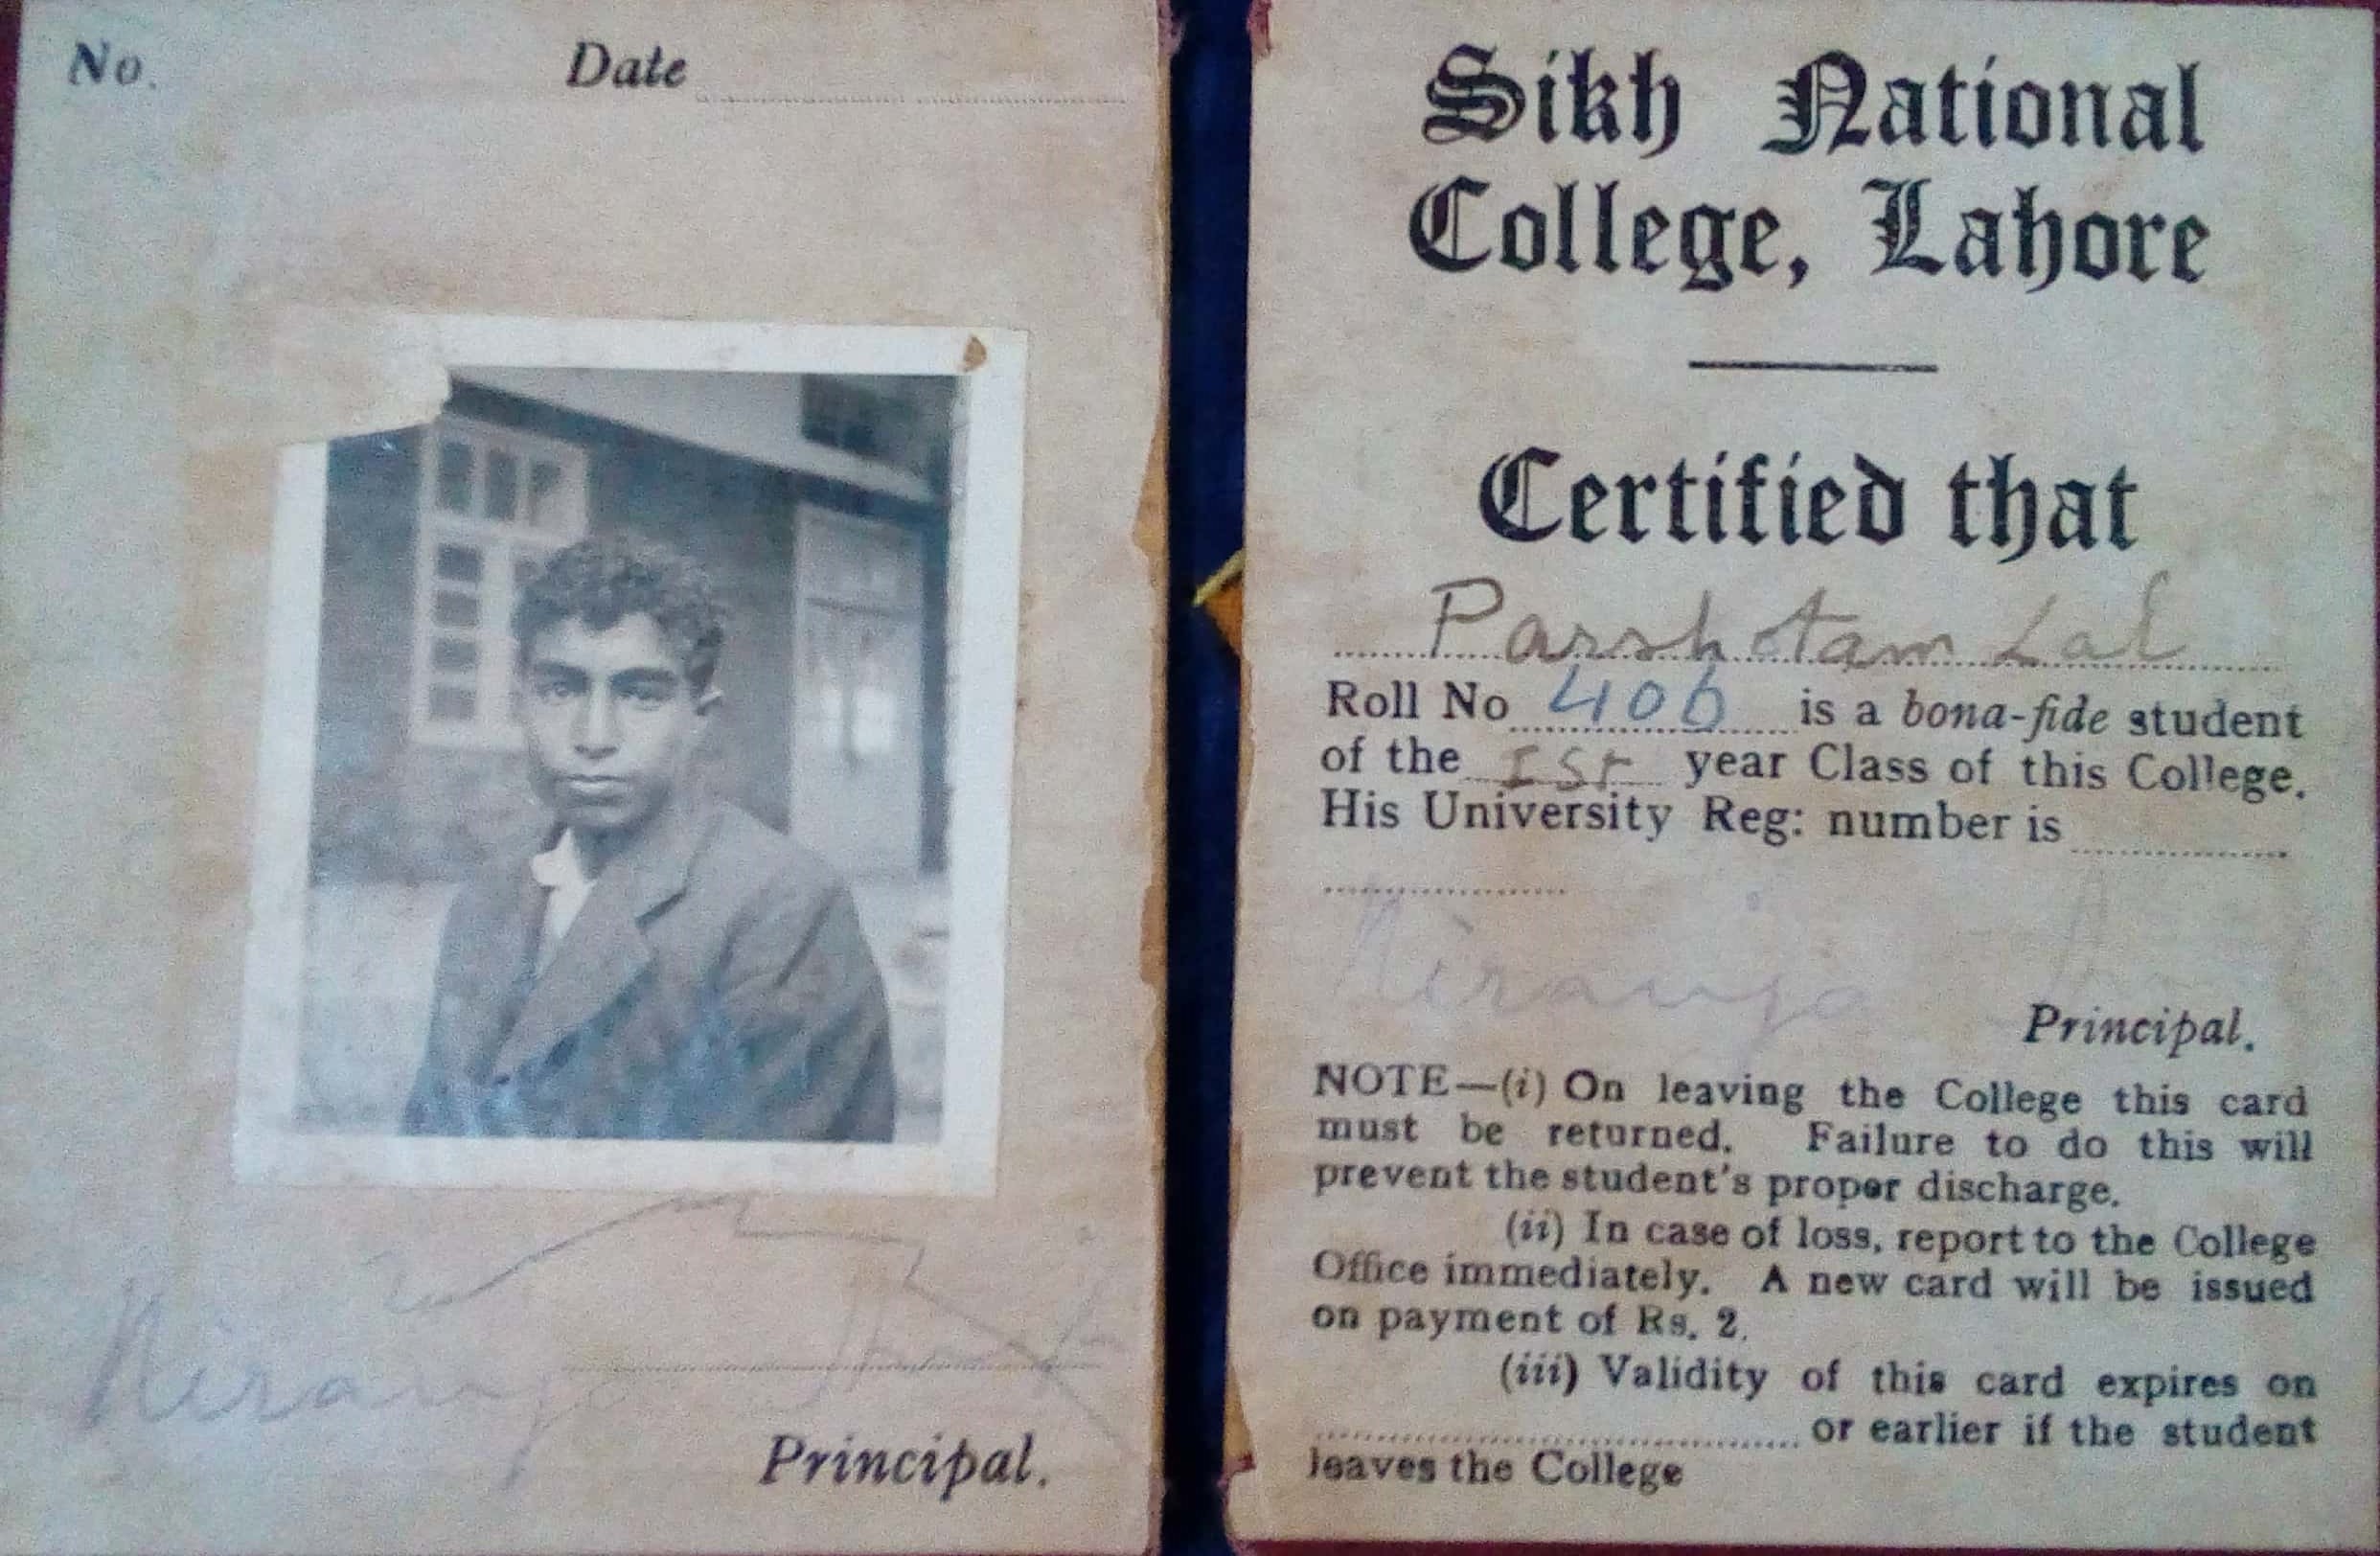 No. Date
Niranja
Principal.
Sikh National
College, Lahore
Certified that
Parshotam Lal
Roll No 406 is a bona-fide student
of the Ist year Class of this College.
His University Reg: number is
Niranja
Principal.
NOTE—(i) On leaving the College this card
must be returned. Failure to do this will
prevent the student's proper discharge.
(ii) In case of loss, report to the College
Office immediately. A new card will be issued
on payment of Rs. 2.
(iii) Validity of this card expires on
or earlier if the student
leaves the College